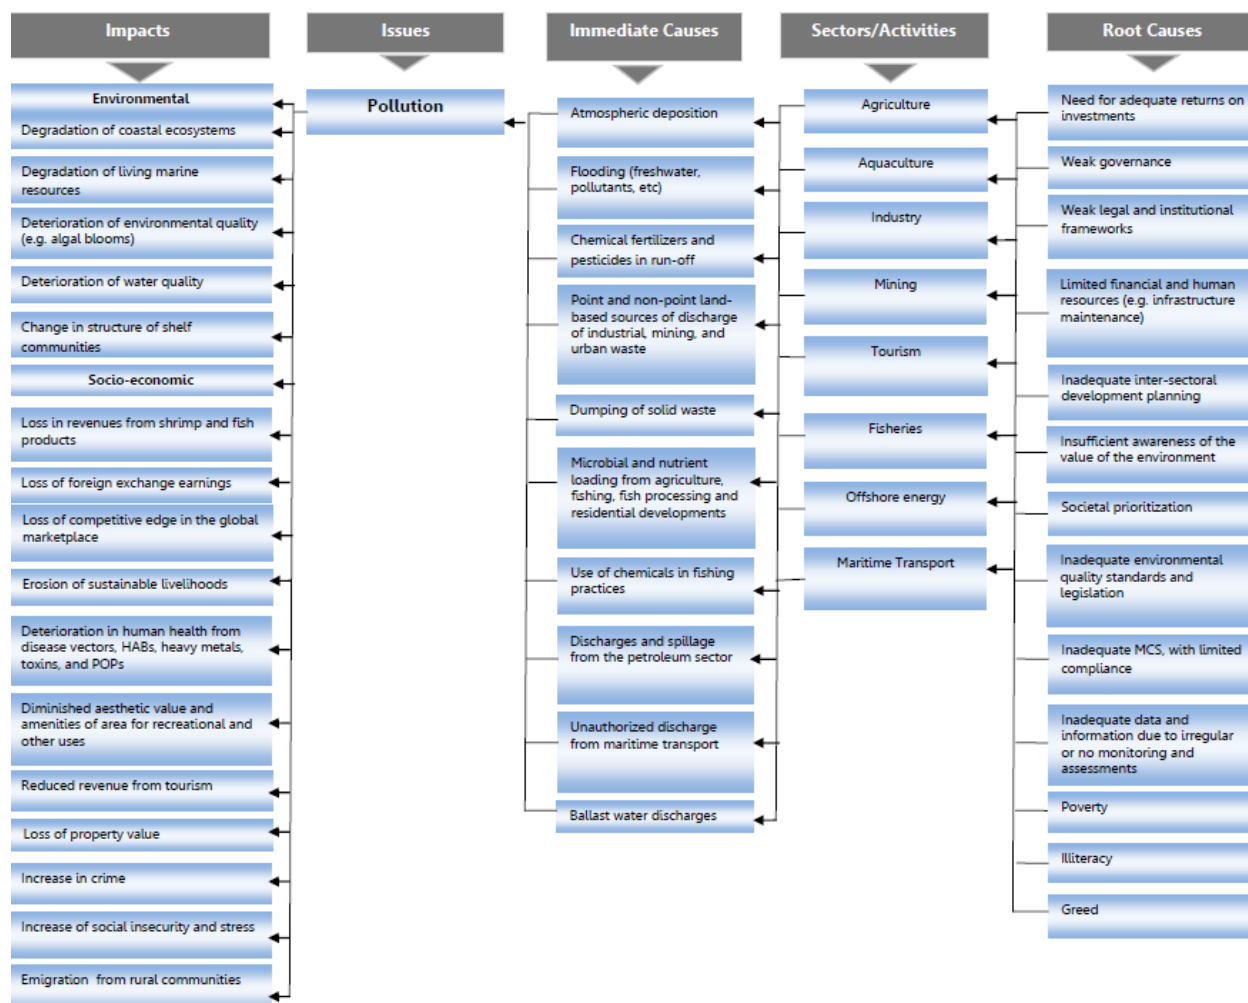 Impacts
Issues
Immediate Causes
Sectors/Activities
Root Causes
Environmental
Degradation of coastal ecosystems
Degradation of living marine
resources
Deterioration of environmental quality
(e.g. algal blooms)
Deterioration of water quality
Change in structure of shelf
communities
Socio-economic
Loss in revenues from shrimp and fish
products
Loss of foreign exchange earnings
Loss of competitive edge in the global
marketplace
Erosion of sustainable livelihoods
Deterioration in human health from
disease vectors, HABs, heavy metals,
toxins, and POPs
Diminished aesthetic value and
amenities of area for recreational and
other uses
Reduced revenue from tourism
Loss of property value
Increase in crime
Increase of social insecurity and stress
Emigration from rural communities
Pollution
Atmospheric deposition
Flooding (freshwater,
pollutants, etc)
Chemical fertilizers and
pesticides in run-off
Point and non-point land-
based sources of discharge
of industrial, mining, and
urban waste
Dumping of solid waste
Microbial and nutrient
loading from agriculture,
fishing, fish processing and
residential developments
Use of chemicals in fishing
practices
Discharges and spillage
from the petroleum sector
Unauthorized discharge
from maritime transport
Ballast water discharges
Agriculture
Aquaculture
Industry
Mining
Tourism
Fisheries
Offshore energy
Maritime Transport
Need for adequate returns on
investments
Weak governance
Weak legal and institutional
frameworks
Limited financial and human
resources (e.g. infrastructure
maintenance)
Inadequate inter-sectoral
development planning
Insufficient awareness of the
value of the environment
Societal prioritization
Inadequate environmental
quality standards and
legislation
Inadequate MCS, with limited
compliance
Inadequate data and
information due to irregular
or no monitoring and
assessments
Poverty
Illiteracy
Greed